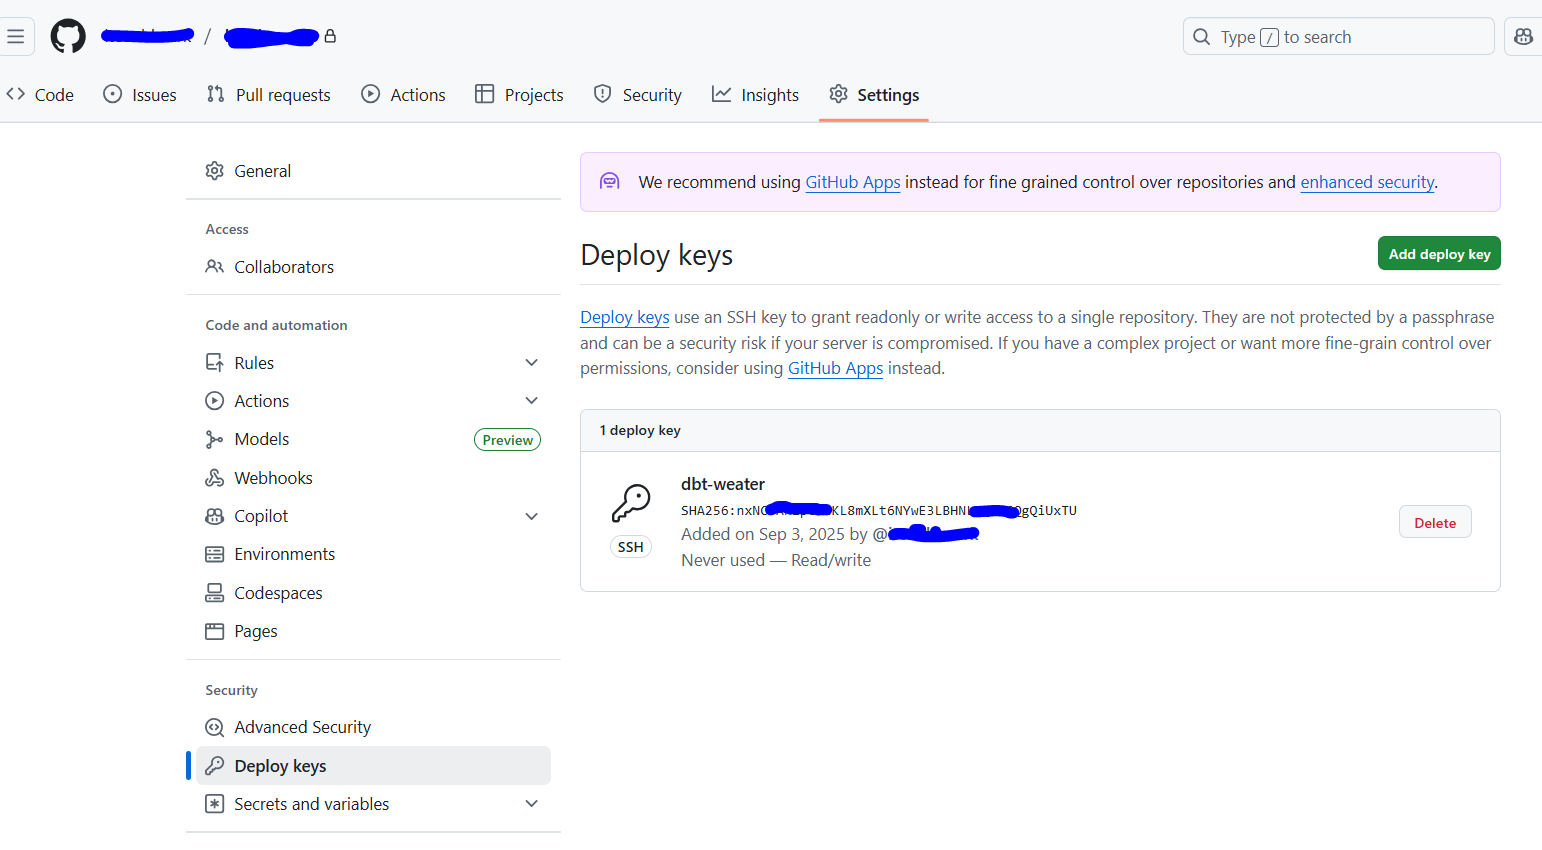 /
Type / to search
Code Issues Pull requests Actions Projects Security Insights Settings
General
Access
Collaborators
Code and automation
Rules
Actions
Models Preview
Webhooks
Copilot
Environments
Codespaces
Pages
Security
Advanced Security
Deploy keys
Secrets and variables
We recommend using GitHub Apps instead for fine grained control over repositories and enhanced security.
Deploy keys
Add deploy key
Deploy keys use an SSH key to grant readonly or write access to a single repository. They are not protected by a passphrase
and can be a security risk if your server is compromised. If you have a complex project or want more fine-grain control over
permissions, consider using GitHub Apps instead.
1 deploy key
dbt-weater
SHA256:nxN KL8mXLt6NYwE3LBHN gQiUxTU
Added on Sep 3, 2025 by @
Never used — Read/write
SSH
Delete